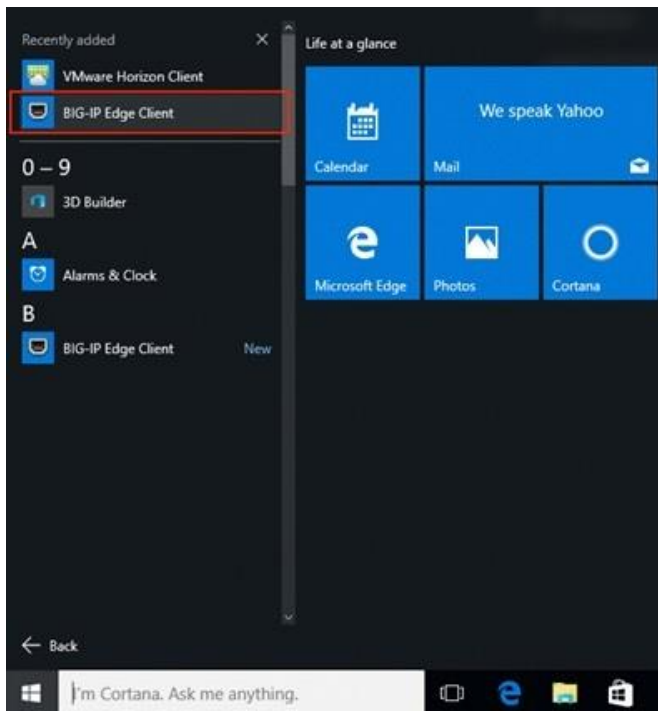 Recently added
VMware Horizon Client
BIG-IP Edge Client
0 – 9
3D Builder
A
Alarms & Clock
B
BIG-IP Edge Client New
Back
Life at a glance
Calendar
We speak Yahoo
Mail
Microsoft Edge
Photos
Cortana
I'm Cortana. Ask me anything.